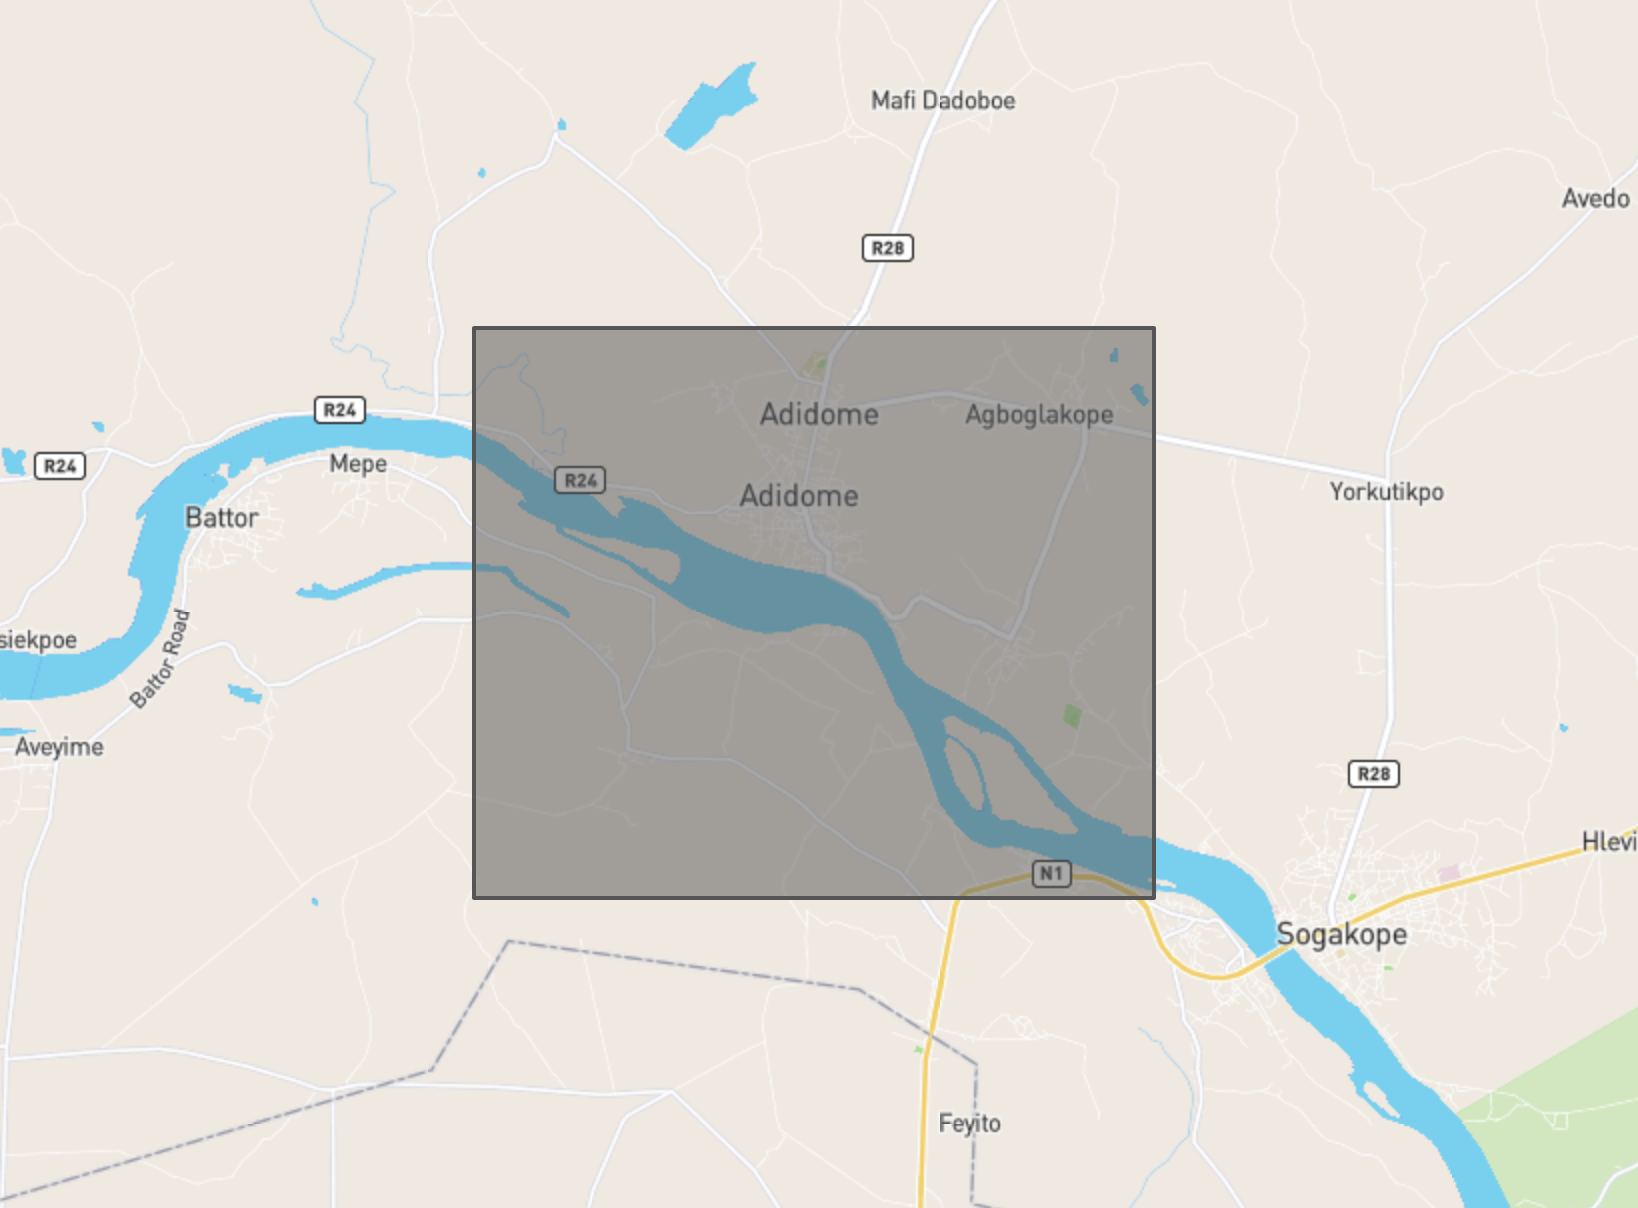 Mafi Dadoboe
Avedo
R28
R24
Adidome
Agboglakope
R24
Mepe
R24
Adidome
Yorkutikpo
Battor
siekpoe
Battor Road
Aveyime
R28
Hlevi
N1
Sogakope
Feyito